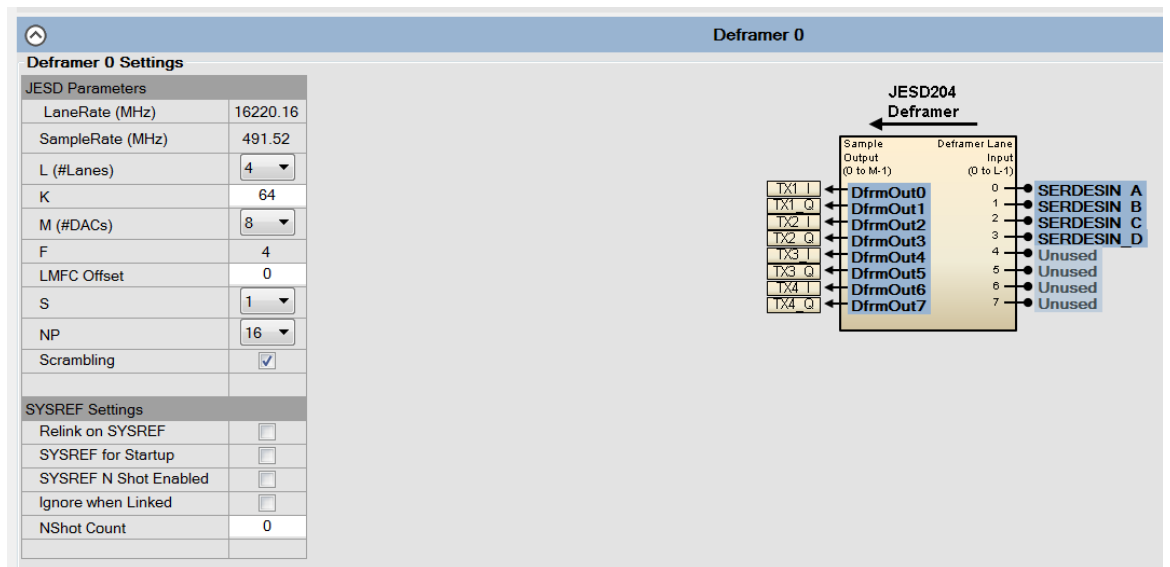 Deframer 0
Deframer 0 Settings
JESD Parameters
LaneRate (MHz) 16220.16
SampleRate (MHz) 491.52
L (#Lanes) 4
K 64
M (#DACs) 8
F 4
LMFC Offset 0
S 1
NP 16
Scrambling
SYSREF Settings
Relink on SYSREF
SYSREF for Startup
SYSREF N Shot Enabled
Ignore when Linked
NShot Count 0
JESD204
Deframer
Sample Deframer Lane
Output Input
(0 to M-1) (0 to L-1)
TX1_I DfrmOut0 0 SERDESIN_A
TX1_Q DfrmOut1 1 SERDESIN_B
TX2_I DfrmOut2 2 SERDESIN_C
TX2_Q DfrmOut3 3 SERDESIN_D
TX3_I DfrmOut4 4 Unused
TX3_Q DfrmOut5 5 Unused
TX4_I DfrmOut6 6 Unused
TX4_Q DfrmOut7 7 Unused